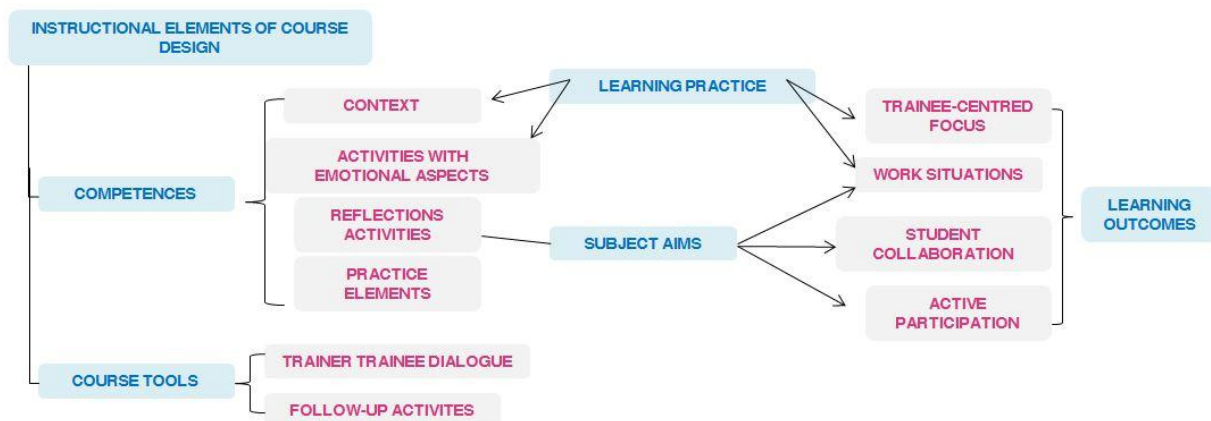 INSTRUCTIONAL ELEMENTS OF COURSE
DESIGN
LEARNING PRACTICE
CONTEXT
TRAINEE-CENTRED
FOCUS
ACTIVITIES WITH
EMOTIONAL ASPECTS
WORK SITUATIONS
COMPETENCES
REFLECTIONS
ACTIVITIES
SUBJECT AIMS
LEARNING
OUTCOMES
STUDENT
COLLABORATION
PRACTICE
ELEMENTS
ACTIVE
PARTICIPATION
TRAINER TRAINEE DIALOGUE
COURSE TOOLS
FOLLOW-UP ACTIVITES